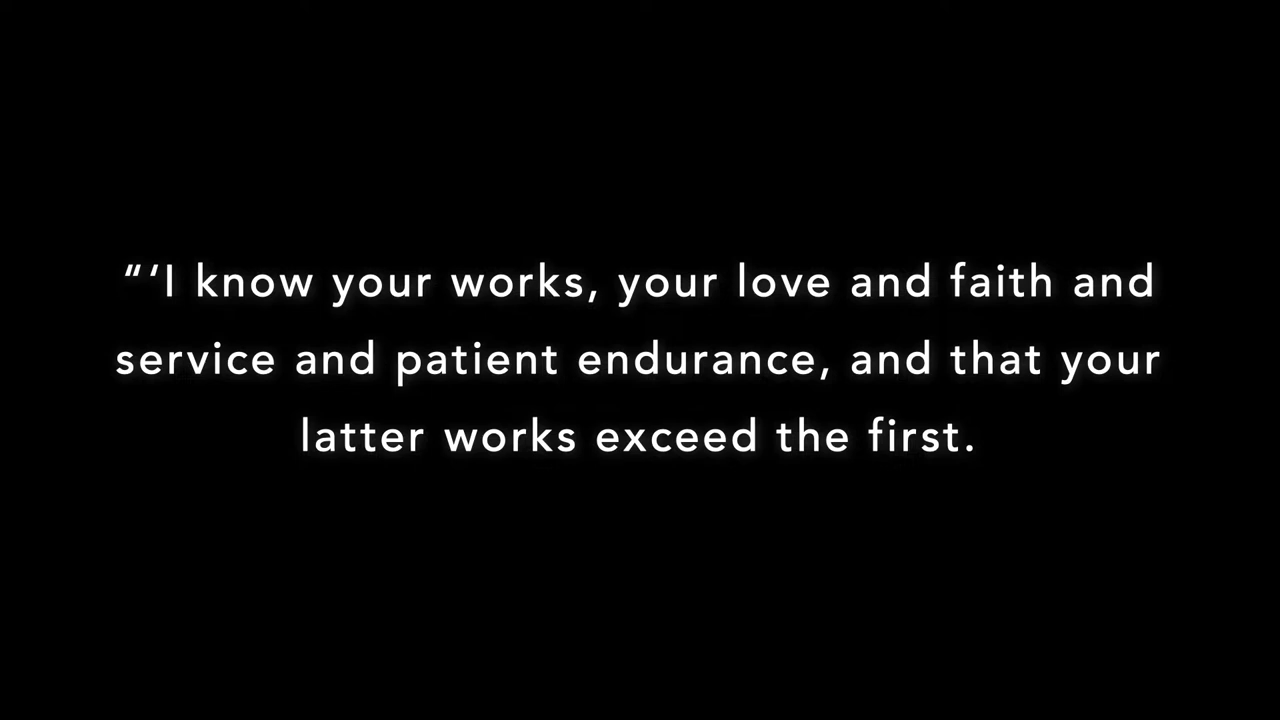 “‘I know your works, your love and faith and
service and patient endurance, and that your
latter works exceed the first.